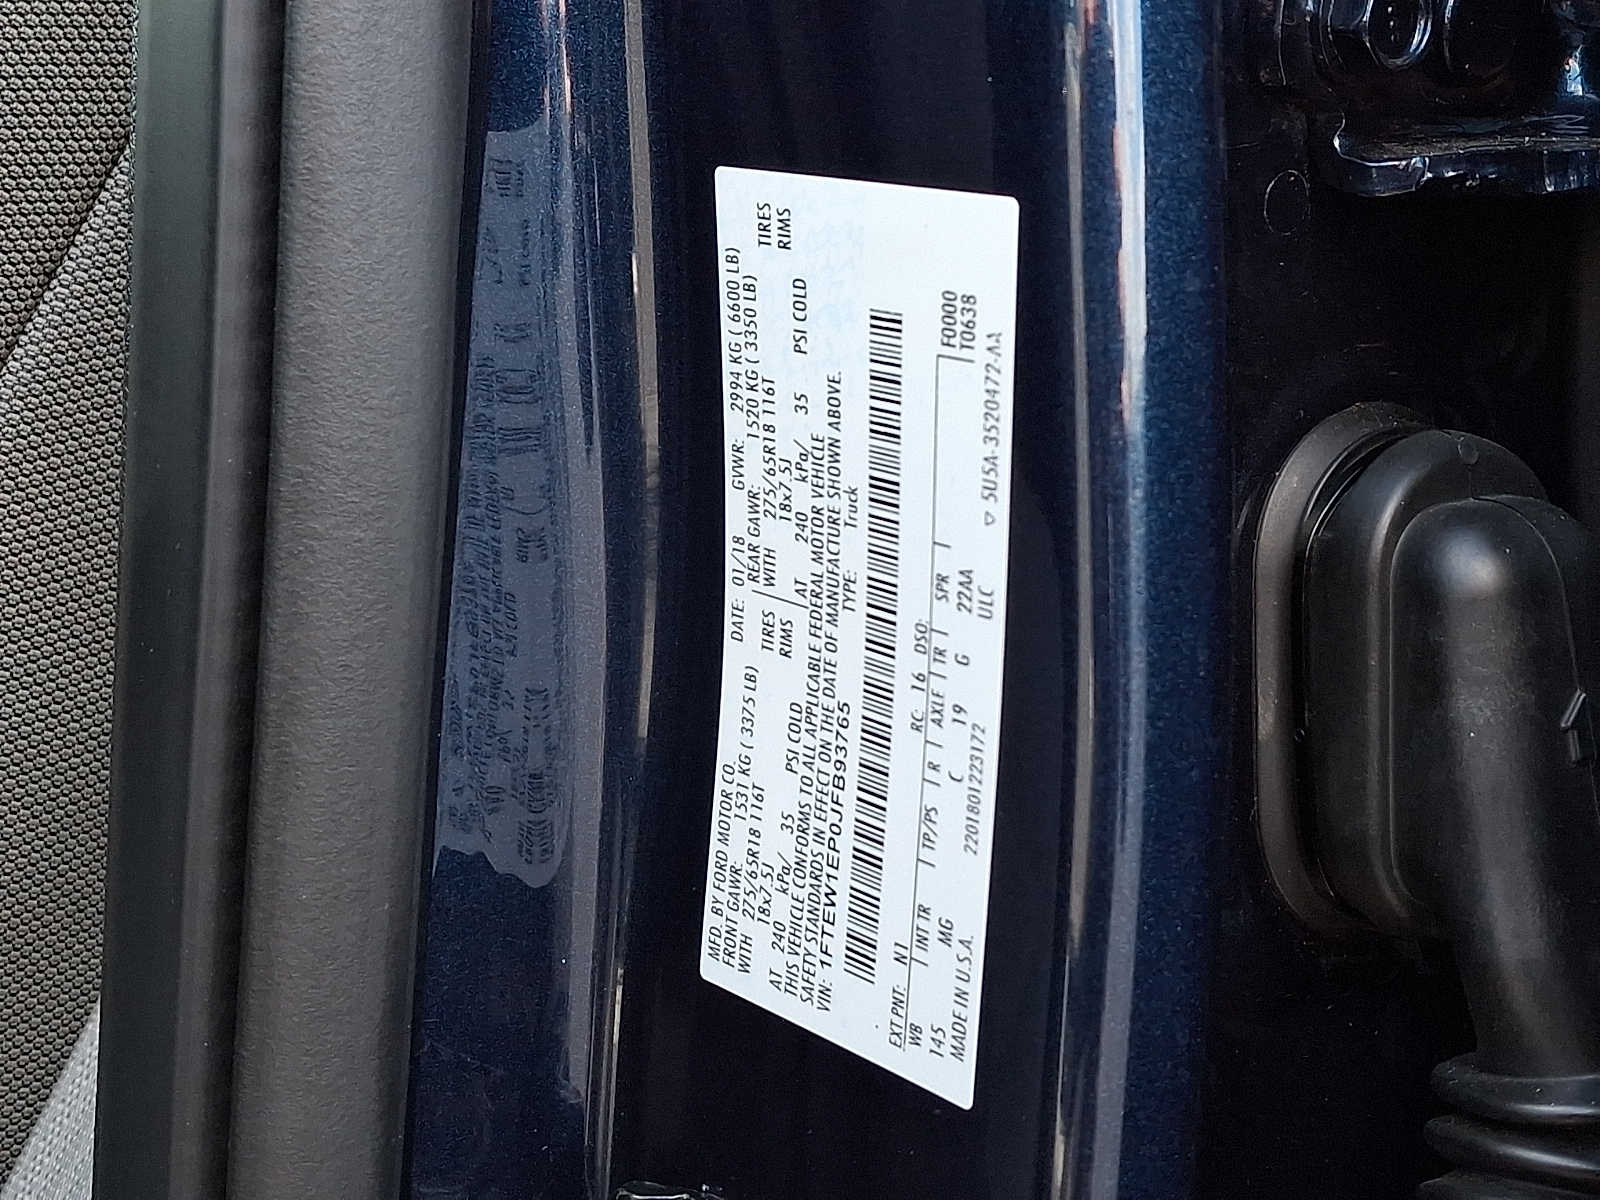 MFD. BY FORD MOTOR CO. DATE: 01/18 GVWR: 2994 KG ( 6600 LB)
FRONT GAWR: 1531 KG ( 3375 LB) REAR GAWR: 1520 KG ( 3350 LB)
WITH 275/65R18 116T TIRES WITH 275/65R18 116T TIRES
18x7.5J RIMS 18x7.5J RIMS
AT 240 kPa/ 35 PSI COLD AT 240 kPa/ 35 PSI COLD
THIS VEHICLE CONFORMS TO ALL APPLICABLE FEDERAL MOTOR VEHICLE
SAFETY STANDARDS IN EFFECT ON THE DATE OF MANUFACTURE SHOWN ABOVE.
VIN: 1FTEW1EP0JFB93765 TYPE: Truck
EXT PNT: N1 RC: 16 DSO: F0000
WB INT TR TP/PS R AXLE TR SPR T0638
145 MG C 19 G 22AA
MADE IN U.S.A. 2201801223172 ULC ▽ 5U5A-3520472-AA